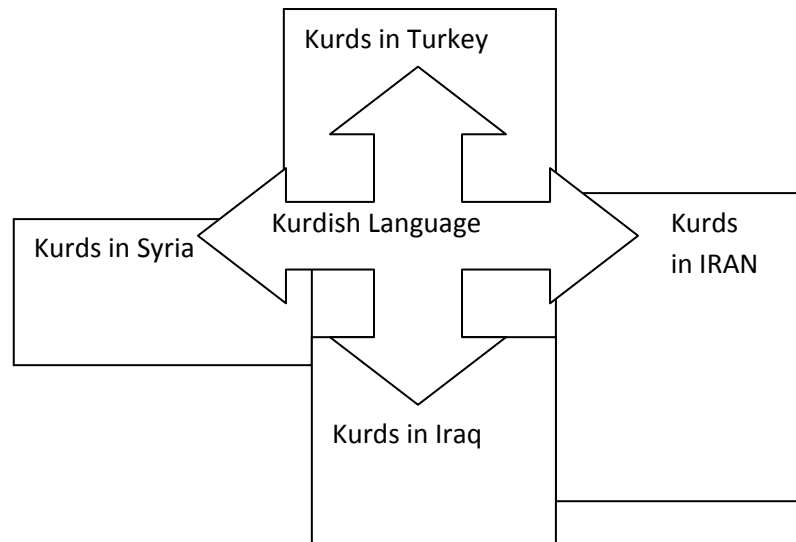 Kurds in Turkey
Kurdish Language
Kurds in Syria
Kurds
in IRAN
Kurds in Iraq